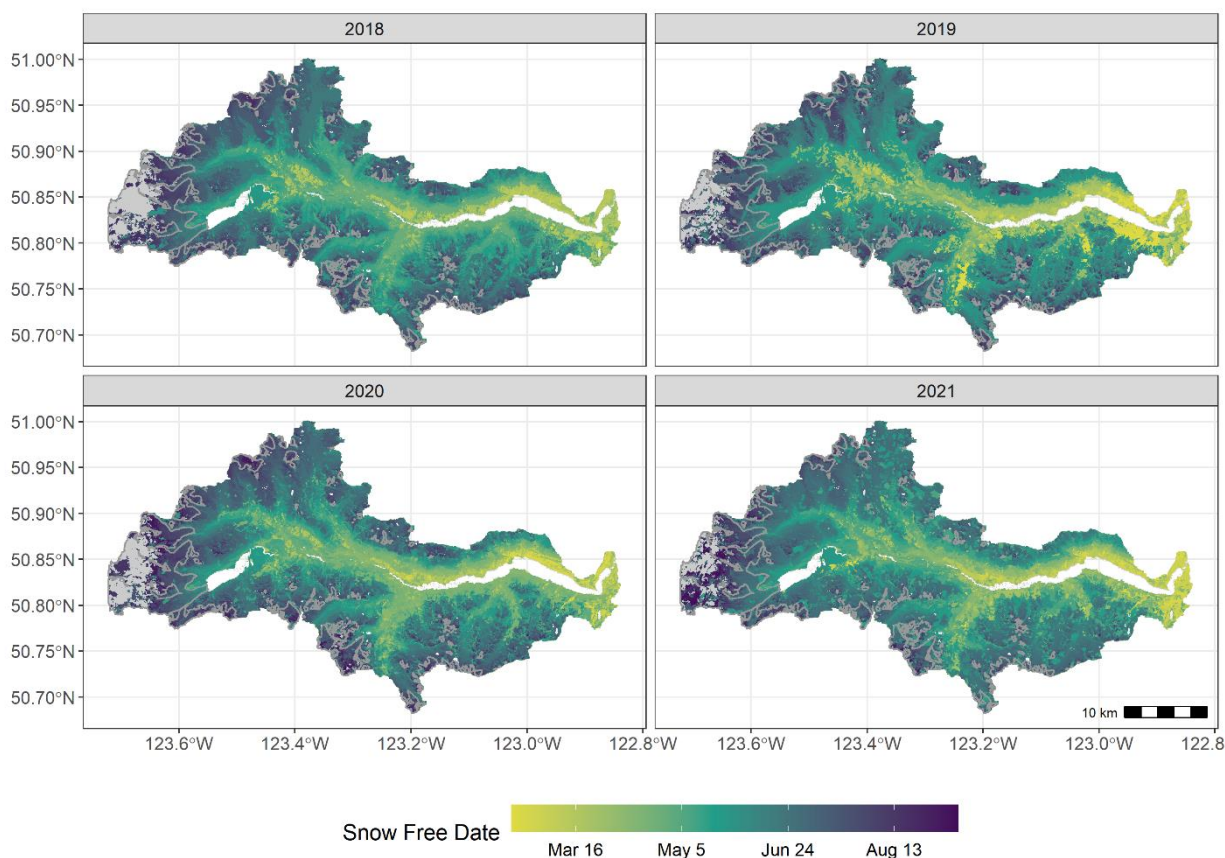 2018
2019
51.00°N
50.95°N
50.90°N
50.85°N
50.80°N
50.75°N
50.70°N
2020
2021
51.00°N
50.95°N
50.90°N
50.85°N
50.80°N
50.75°N
50.70°N
10 km
123.6°W 123.4°W 123.2°W 123.0°W 122.8°W 123.6°W 123.4°W 123.2°W 123.0°W 122.8
Snow Free Date
Mar 16 May 5 Jun 24 Aug 13